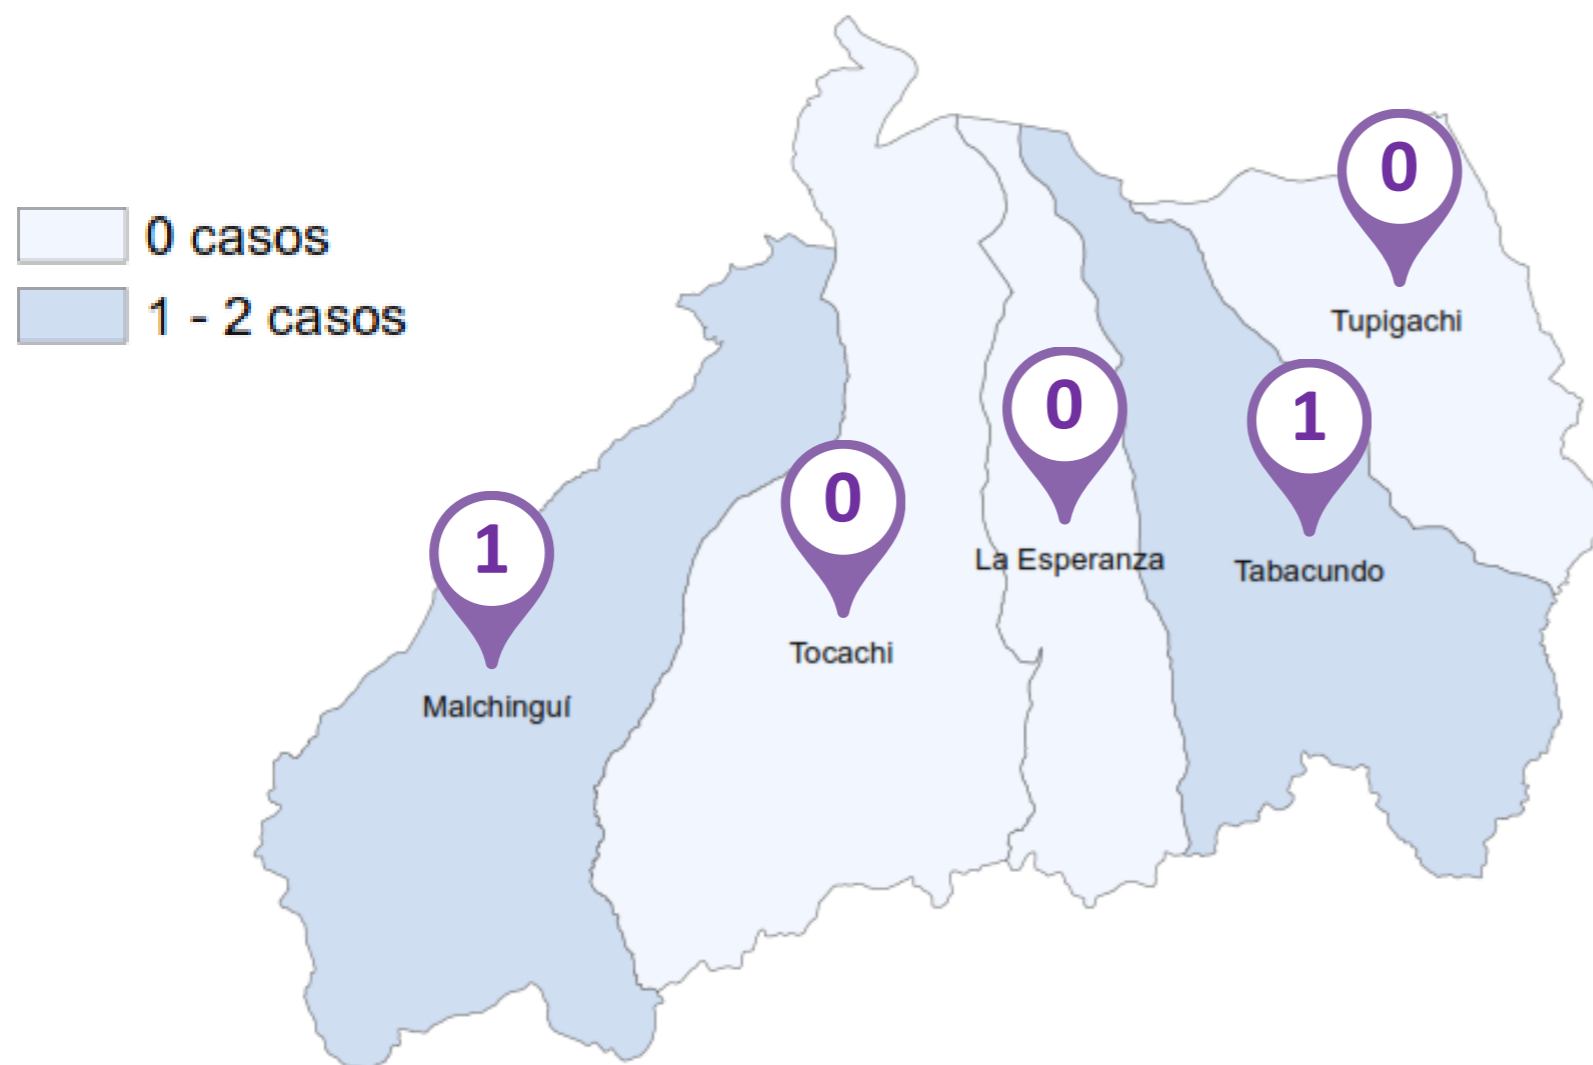 0 casos
1 - 2 casos
0
Tupigachi
0
La Esperanza
1
Tabacundo
0
Tocachi
1
Malchinguí